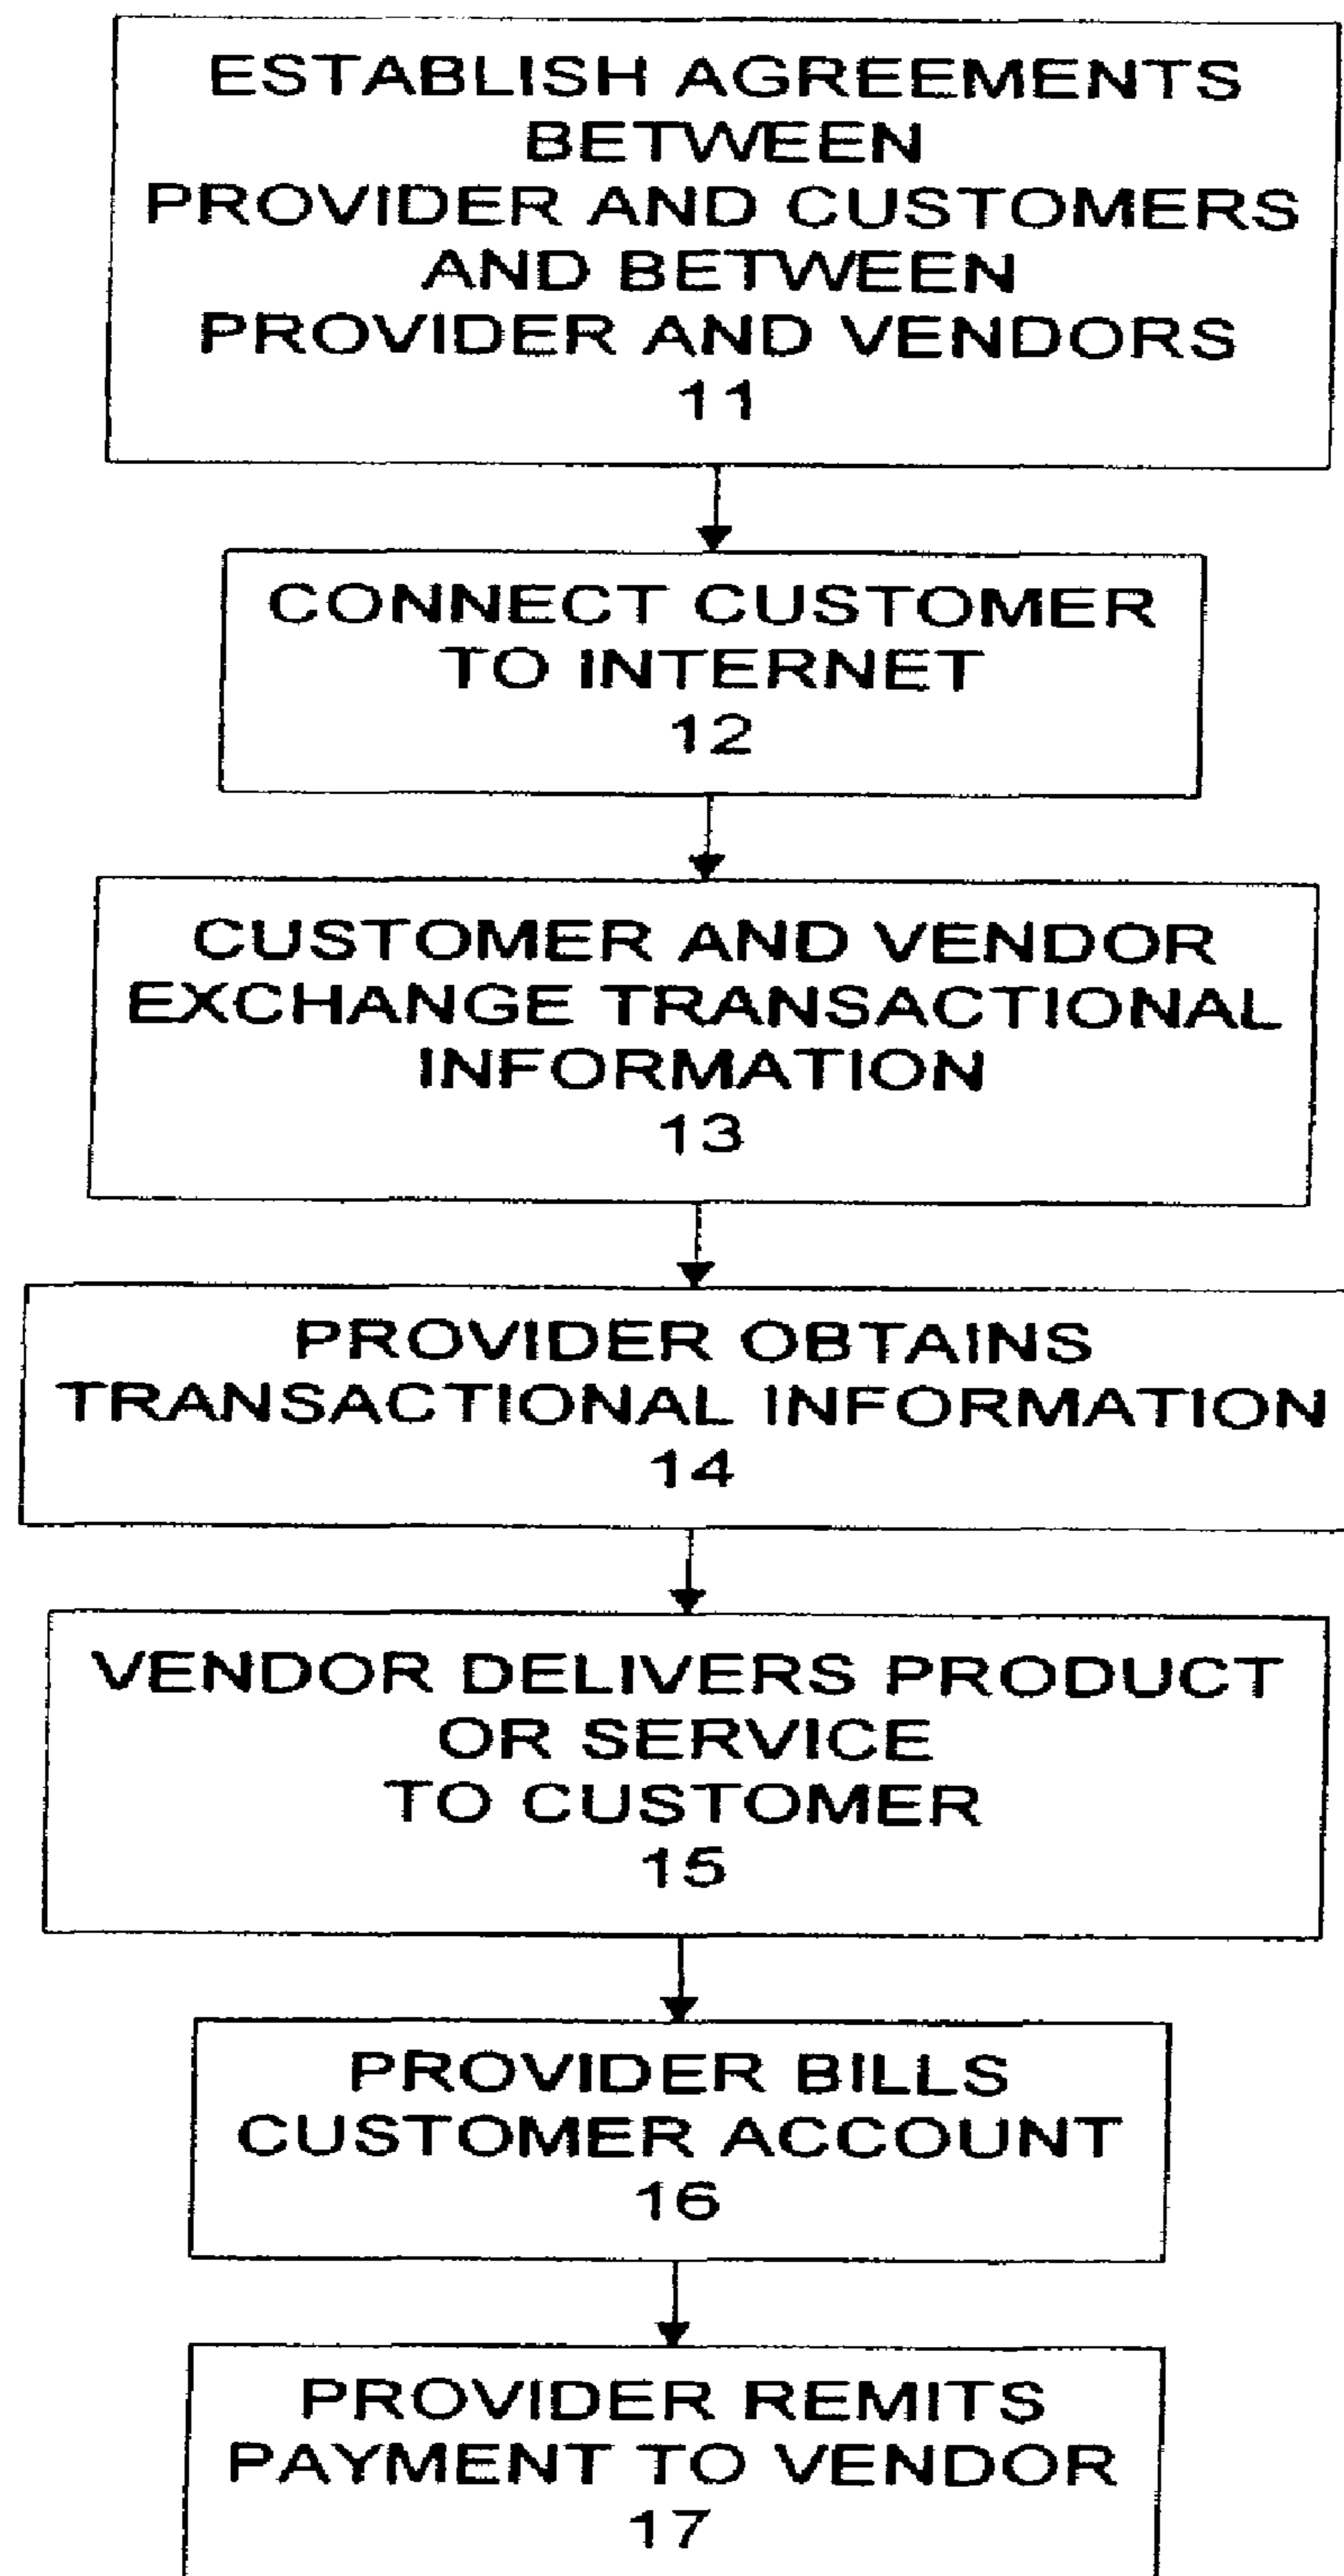 ESTABLISH AGREEMENTS
BETWEEN
PROVIDER AND CUSTOMERS
AND BETWEEN
PROVIDER AND VENDORS
11
CONNECT CUSTOMER
TO INTERNET
12
CUSTOMER AND VENDOR
EXCHANGE TRANSACTIONAL
INFORMATION
13
PROVIDER OBTAINS
TRANSACTIONAL INFORMATION
14
VENDOR DELIVERS PRODUCT
OR SERVICE
TO CUSTOMER
15
PROVIDER BILLS
CUSTOMER ACCOUNT
16
PROVIDER REMITS
PAYMENT TO VENDOR
17